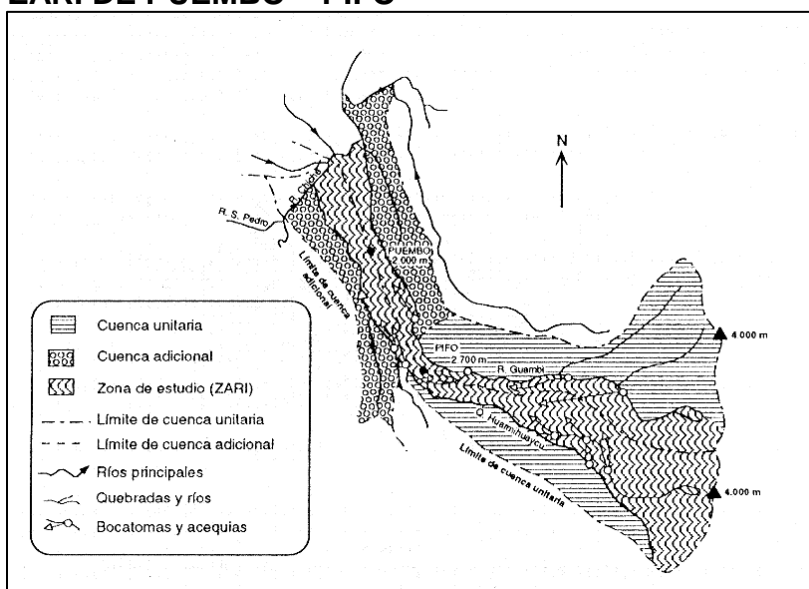 ZARI DE PUEMBO – PIFO
N
R. Chiche
R. S. Pedro
PUEMBO
2 000 m
Límite de cuenca
adicional
4 000 m
PIFO
2 700 m
R. Guambi
Huambihuaycu
Límite de cuenca unitaria
4.000 m
Cuenca unitaria
Cuenca adicional
Zona de estudio (ZARI)
Límite de cuenca unitaria
Límite de cuenca adicional
Ríos principales
Quebradas y ríos
Bocatomas y acequias